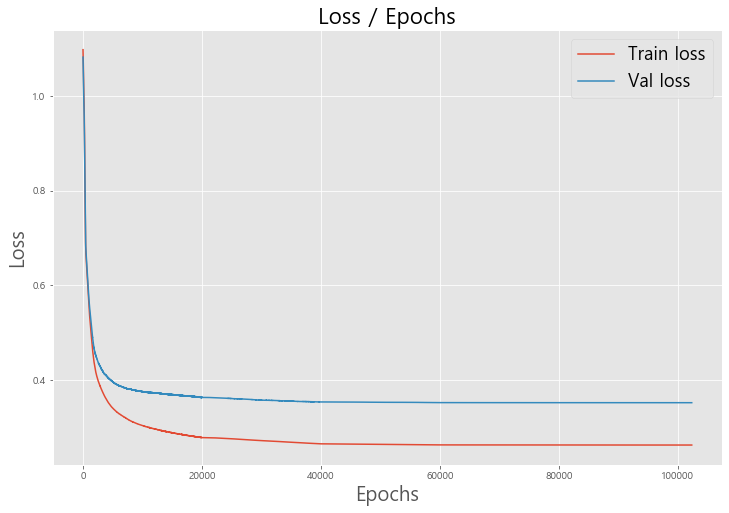 Loss / Epochs
Train loss
Val loss
1.0
0.8
0.6
0.4
Loss
0
20000
40000
60000
80000
100000
Epochs